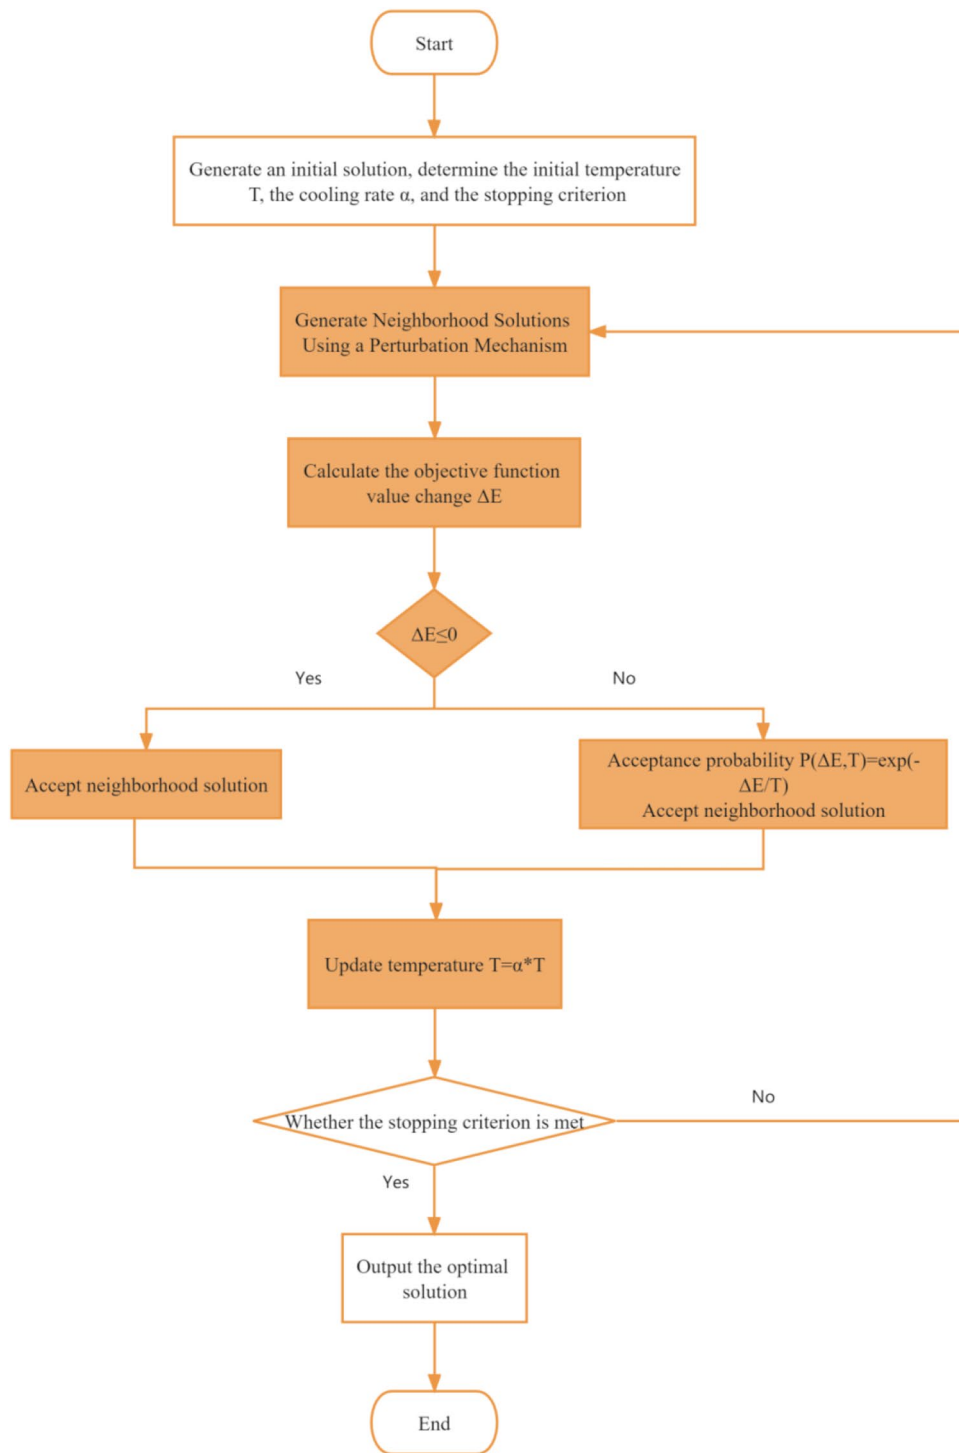 Start
Generate an initial solution, determine the initial temperature
T, the cooling rate α, and the stopping criterion
Generate Neighborhood Solutions
Using a Perturbation Mechanism
Calculate the objective function
value change ΔE
ΔE≤0
Yes
No
Accept neighborhood solution
Acceptance probability P(ΔE,T)=exp(-
ΔE/T)
Accept neighborhood solution
Update temperature T=α*T
Whether the stopping criterion is met
No
Yes
Output the optimal
solution
End